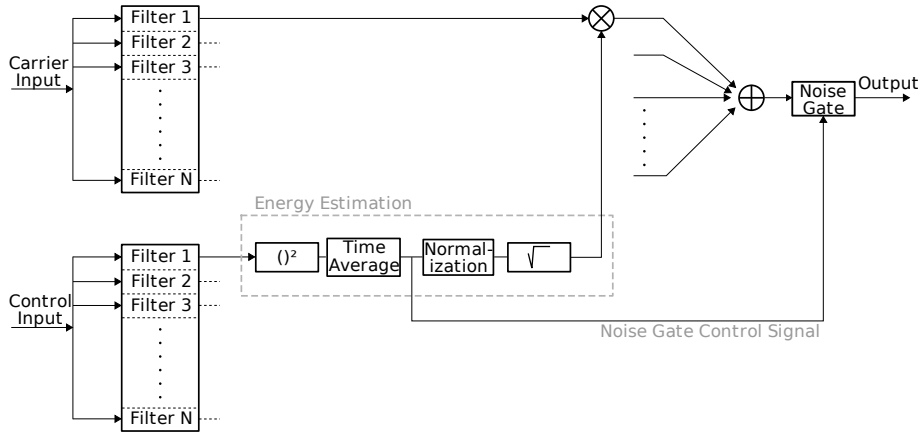 Filter 1
Filter 2
Filter 3
Filter N
Carrier
Input
Output
Noise
Gate
Energy Estimation
()²
Time
Average
Normal-
ization
√
Noise Gate Control Signal
Filter 1
Filter 2
Filter 3
Filter N
Control
Input